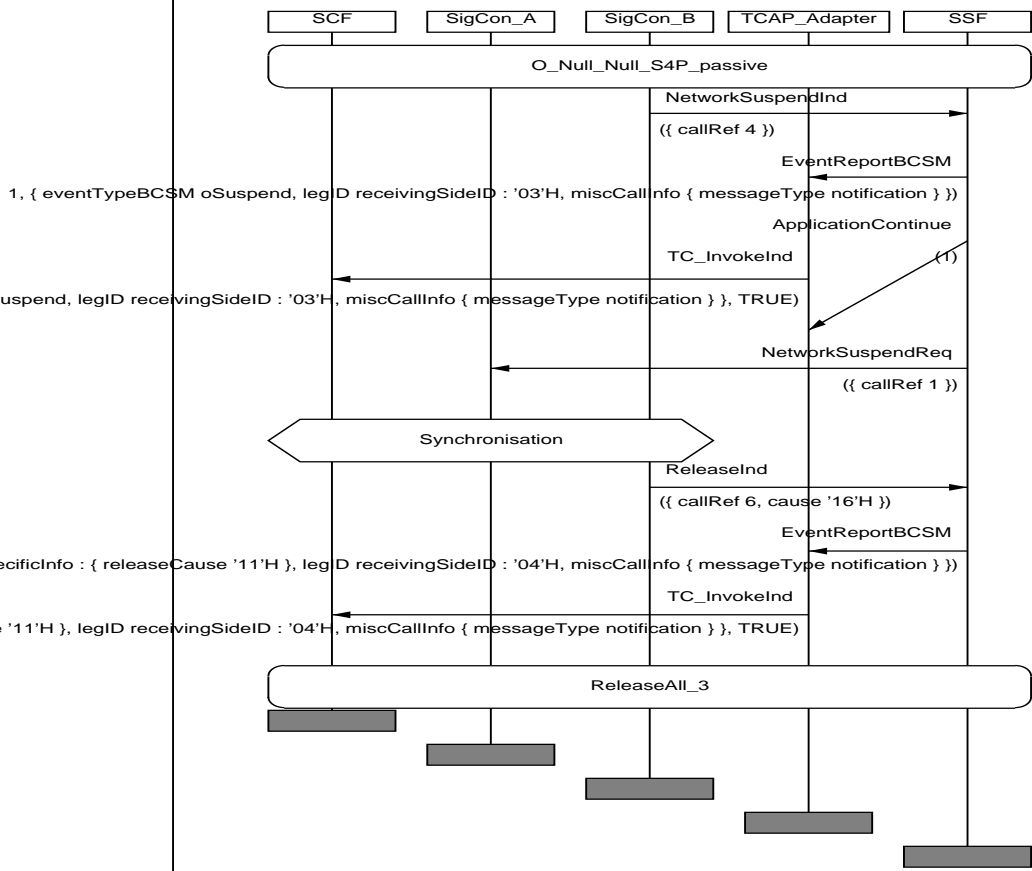 SCF SigCon_A SigCon_B TCAP_Adapter SSF
O_Null_Null_S4P_passive
NetworkSuspendInd
({ callRef 4 })
EventReportBCSM
1, { eventTypeBCSM oSuspend, legID receivingSideID : '03'H, miscCallInfo { messageType notification } })
ApplicationContinue
(1)
TC_InvokeInd
uspend, legID receivingSideID : '03'H, miscCallInfo { messageType notification } }, TRUE)
NetworkSuspendReq
({ callRef 1 })
Synchronisation
ReleaseInd
({ callRef 6, cause '16'H })
EventReportBCSM
ecificInfo : { releaseCause '11'H }, legID receivingSideID : '04'H, miscCallInfo { messageType notification } })
TC_InvokeInd
'11'H }, legID receivingSideID : '04'H, miscCallInfo { messageType notification } }, TRUE)
ReleaseAll_3